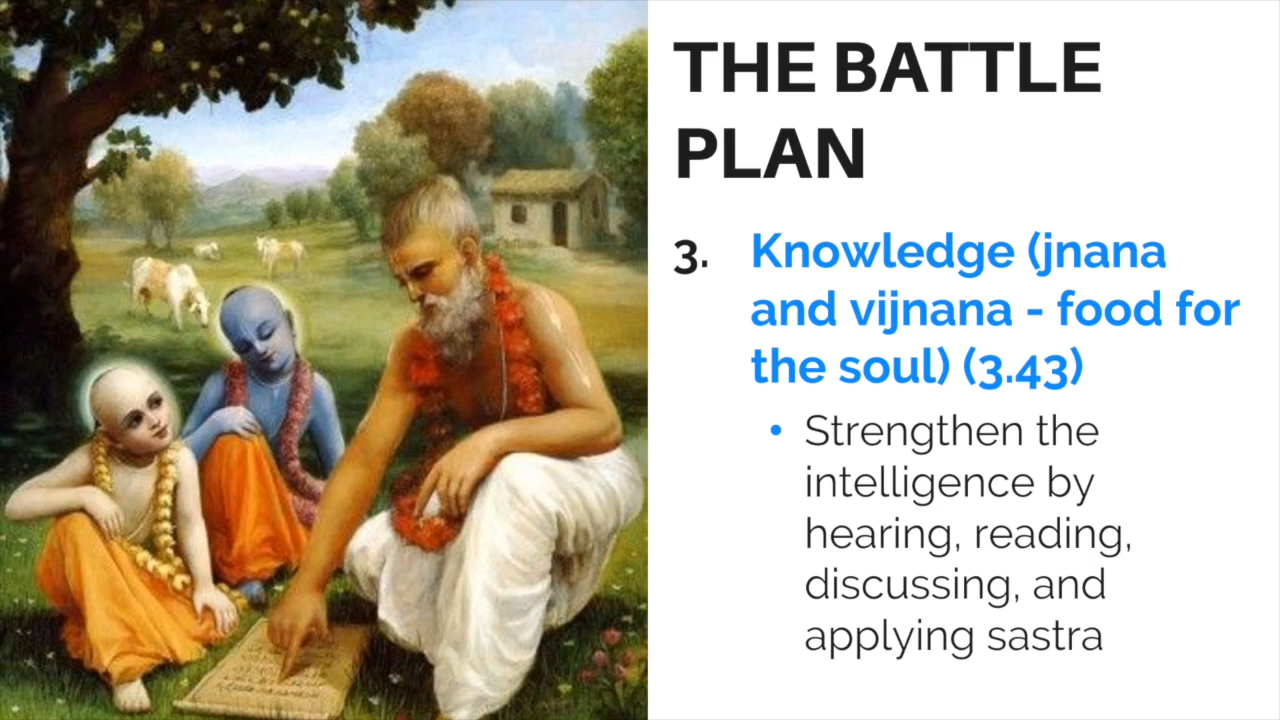 THE BATTLE
PLAN
3. Knowledge (jnana
and vijnana - food for
the soul) (3.43)
• Strengthen the
intelligence by
hearing, reading,
discussing, and
applying sastra